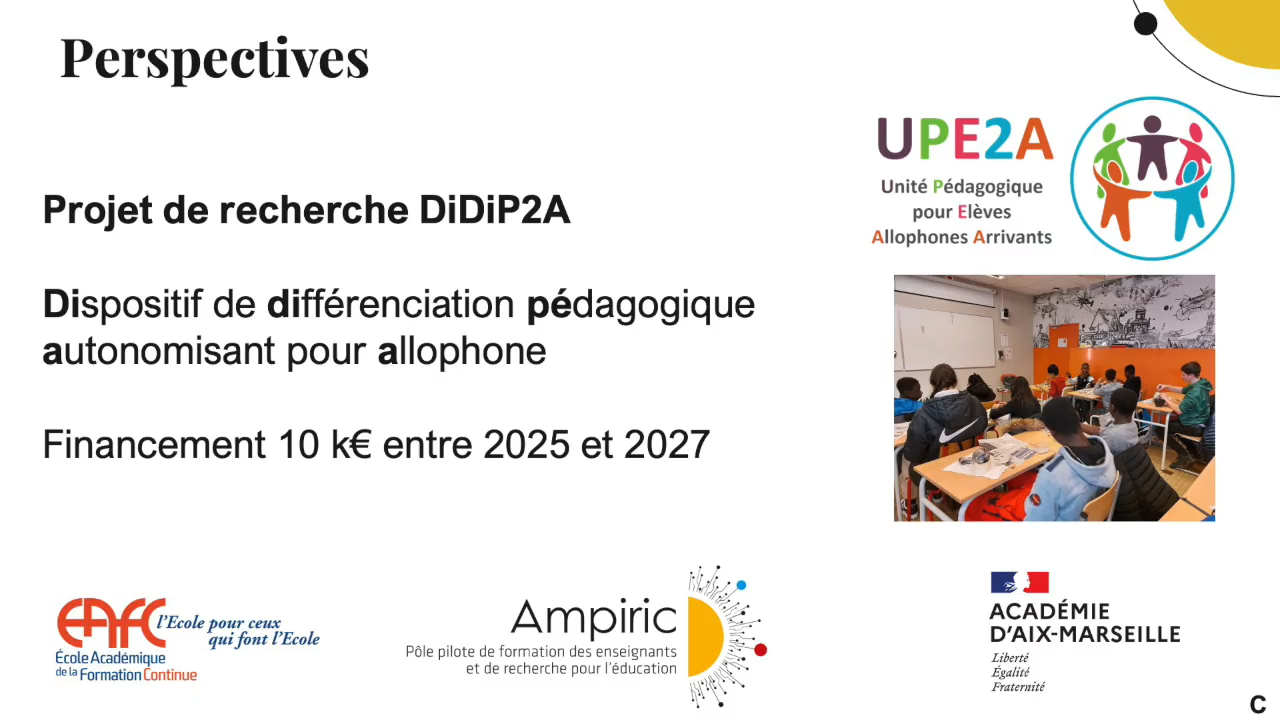 Perspectives
UPE2A
Unité Pédagogique
pour Elèves
Allophones Arrivants
Projet de recherche DiDiP2A
Dispositif de différenciation pédagogique
autonomisant pour allophone
Financement 10 k€ entre 2025 et 2027
EAFC
l'Ecole pour ceux
qui font l'Ecole
École Académique
de la Formation Continue
Ampiric
Pôle pilote de formation des enseignants
et de recherche pour l'éducation
ACADÉMIE
D'AIX-MARSEILLE
Liberté
Égalité
Fraternité
C